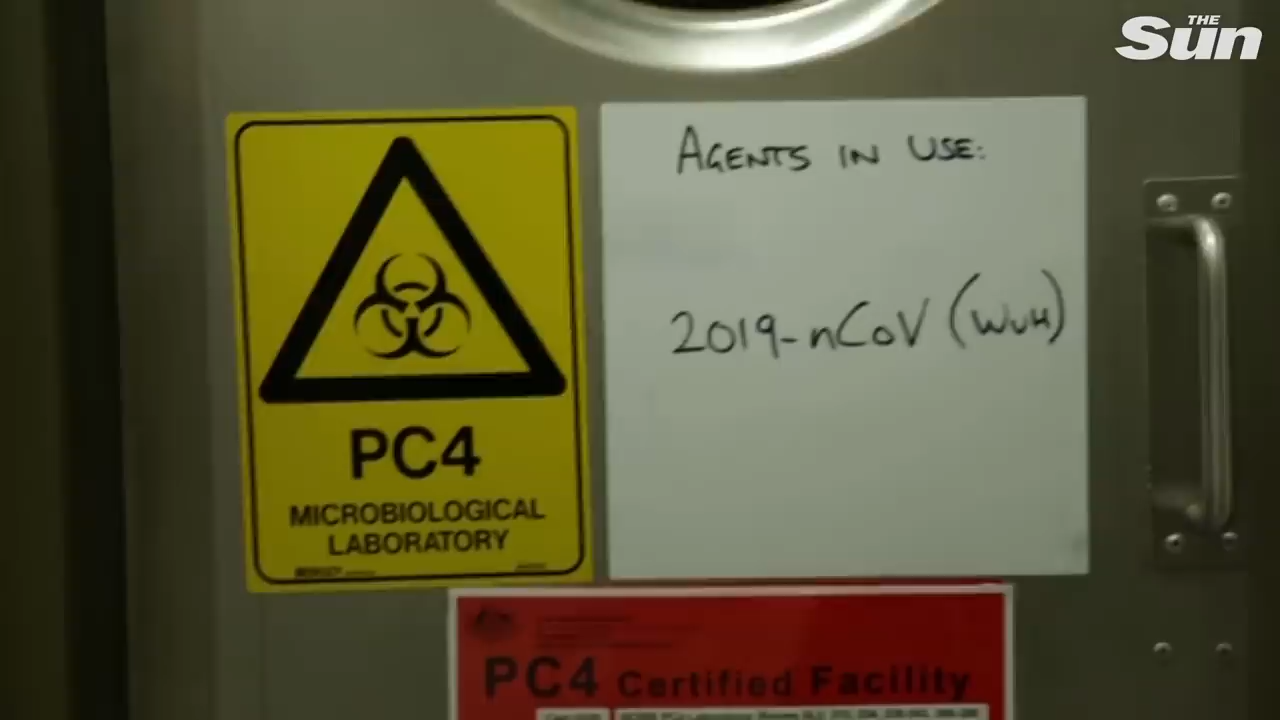 THE
Sun
AGENTS IN USE:
2019-nCoV (WUH)
PC4
MICROBIOLOGICAL
LABORATORY
PC4 Certified Facility